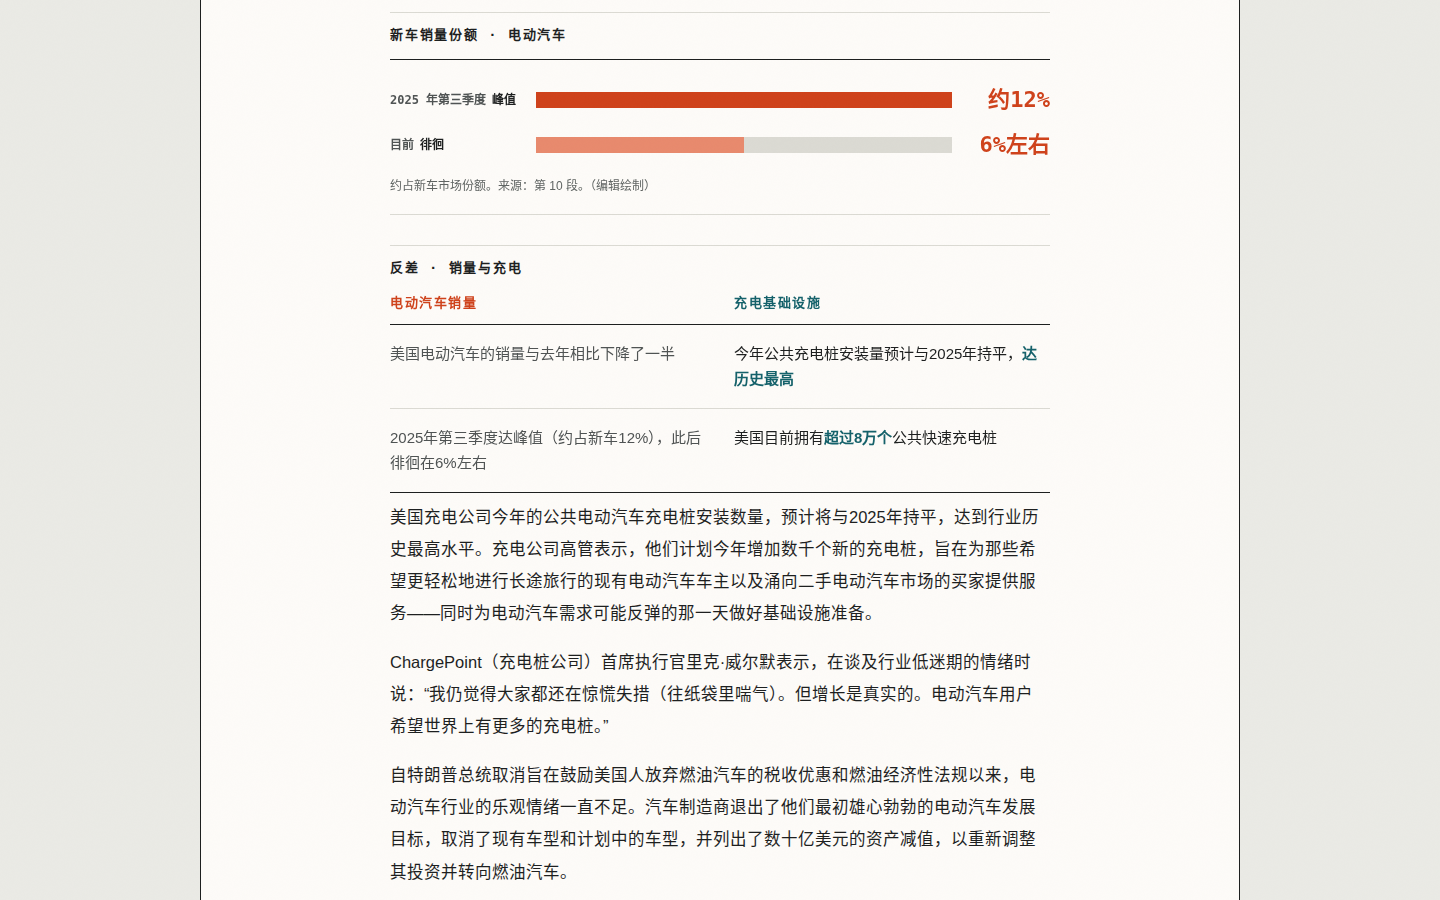 新车销量份额 · 电动汽车
2025 年第三季度 峰值 约12%
目前 徘徊 6%左右
约占新车市场份额。来源：第 10 段。（编辑绘制）
反差 · 销量与充电
电动汽车销量 充电基础设施
美国电动汽车的销量与去年相比下降了一半 今年公共充电桩安装量预计与2025年持平，达
历史最高
2025年第三季度达峰值（约占新车12%），此后 美国目前拥有超过8万个公共快速充电桩
徘徊在6%左右
美国充电公司今年的公共电动汽车充电桩安装数量，预计将与2025年持平，达到行业历
史最高水平。充电公司高管表示，他们计划今年增加数千个新的充电桩，旨在为那些希
望更轻松地进行长途旅行的现有电动汽车车主以及涌向二手电动汽车市场的买家提供服
务——同时为电动汽车需求可能反弹的那一天做好基础设施准备。
ChargePoint（充电桩公司）首席执行官里克·威尔默表示，在谈及行业低迷期的情绪时
说：“我仍觉得大家都还在惊慌失措（往纸袋里喘气）。但增长是真实的。电动汽车用户
希望世界上有更多的充电桩。”
自特朗普总统取消旨在鼓励美国人放弃燃油汽车的税收优惠和燃油经济性法规以来，电
动汽车行业的乐观情绪一直不足。汽车制造商退出了他们最初雄心勃勃的电动汽车发展
目标，取消了现有车型和计划中的车型，并列出了数十亿美元的资产减值，以重新调整
其投资并转向燃油汽车。